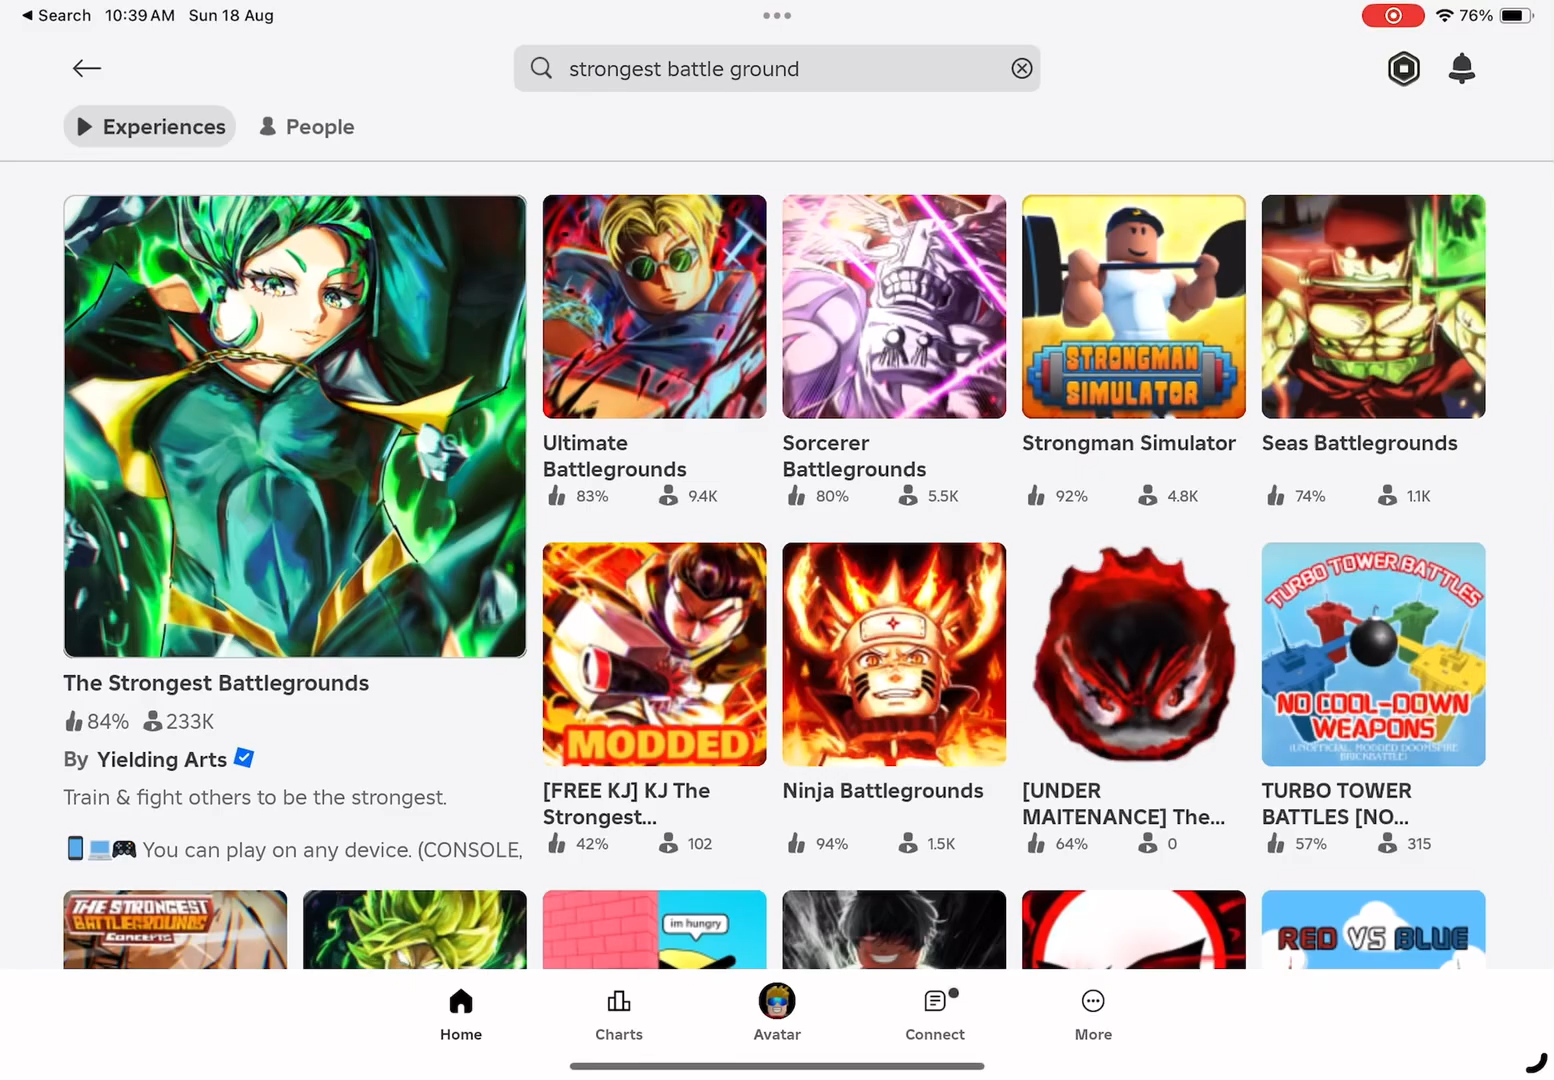 Search 10:39 AM Sun 18 Aug
76%
strongest battle ground
Experiences People
The Strongest Battlegrounds
84% 233K
By Yielding Arts
Train & fight others to be the strongest.
You can play on any device. (CONSOLE,
Ultimate
Battlegrounds
83% 9.4K
Sorcerer
Battlegrounds
80% 5.5K
STRONGMAN
SIMULATOR
Strongman Simulator
92% 4.8K
Seas Battlegrounds
74% 1.1K
MODDED
[FREE KJ] KJ The
Strongest...
42% 102
Ninja Battlegrounds
94% 1.5K
[UNDER
MAITENANCE] The...
64% 0
TURBO TOWER BATTLES
NO COOL-DOWN
WEAPONS
(UNOFFICIAL MODDED DOOMSPIRE
BRICKBATTLE)
TURBO TOWER
BATTLES [NO...
57% 315
THE STRONGEST
BATTLEGROUNDS
CONCEPTS
im hungry
RED VS BLUE
Home
Charts
Avatar
Connect
More